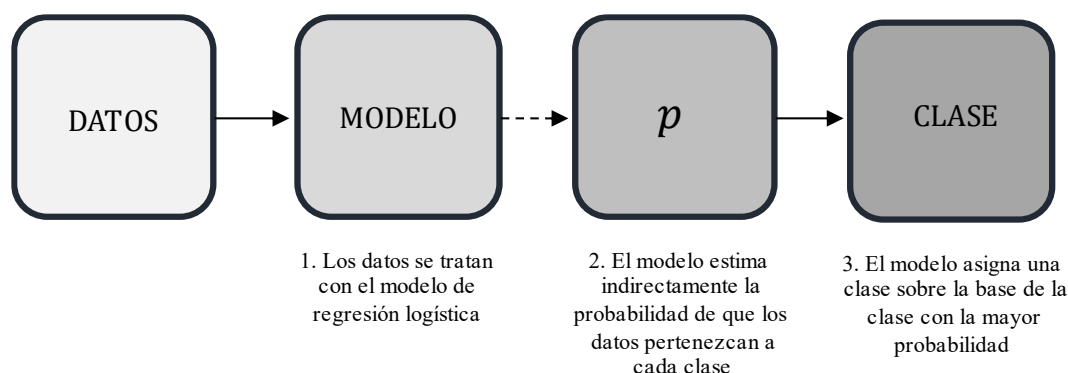 DATOS
MODELO
p
CLASE
1. Los datos se tratan
con el modelo de
regresión logística
2. El modelo estima
indirectamente la
probabilidad de que los
datos pertenezcan a
cada clase
3. El modelo asigna una
clase sobre la base de la
clase con la mayor
probabilidad